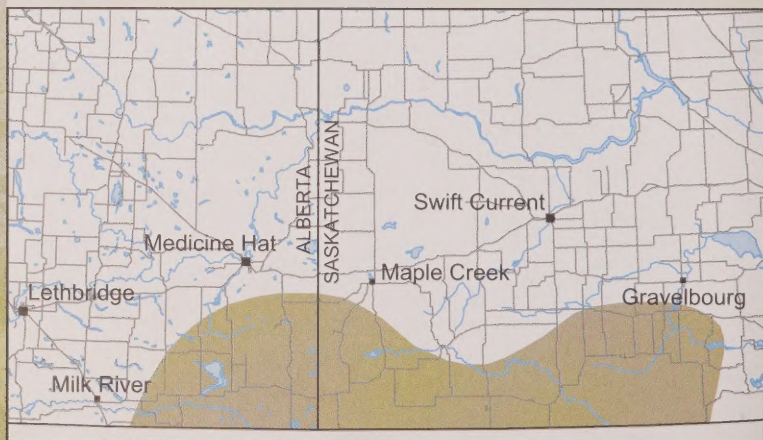 ALBERTA
SASKATCHEWAN
Swift Current
Medicine Hat
Maple Creek
Lethbridge
Gravelbourg
Milk River